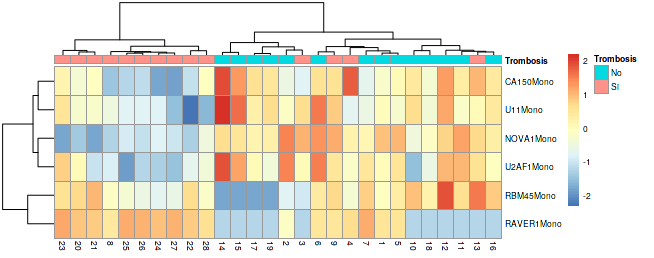 Trombosis
CA150Mono
U11Mono
NOVA1Mono
U2AF1Mono
RBM45Mono
RAVER1Mono
23 20 21 8 25 26 24 27 22 28 14 15 17 19 2 3 6 9 4 7 1 5 10 18 12 11 13 16
2
1
0
-1
-2
Trombosis
No
SI